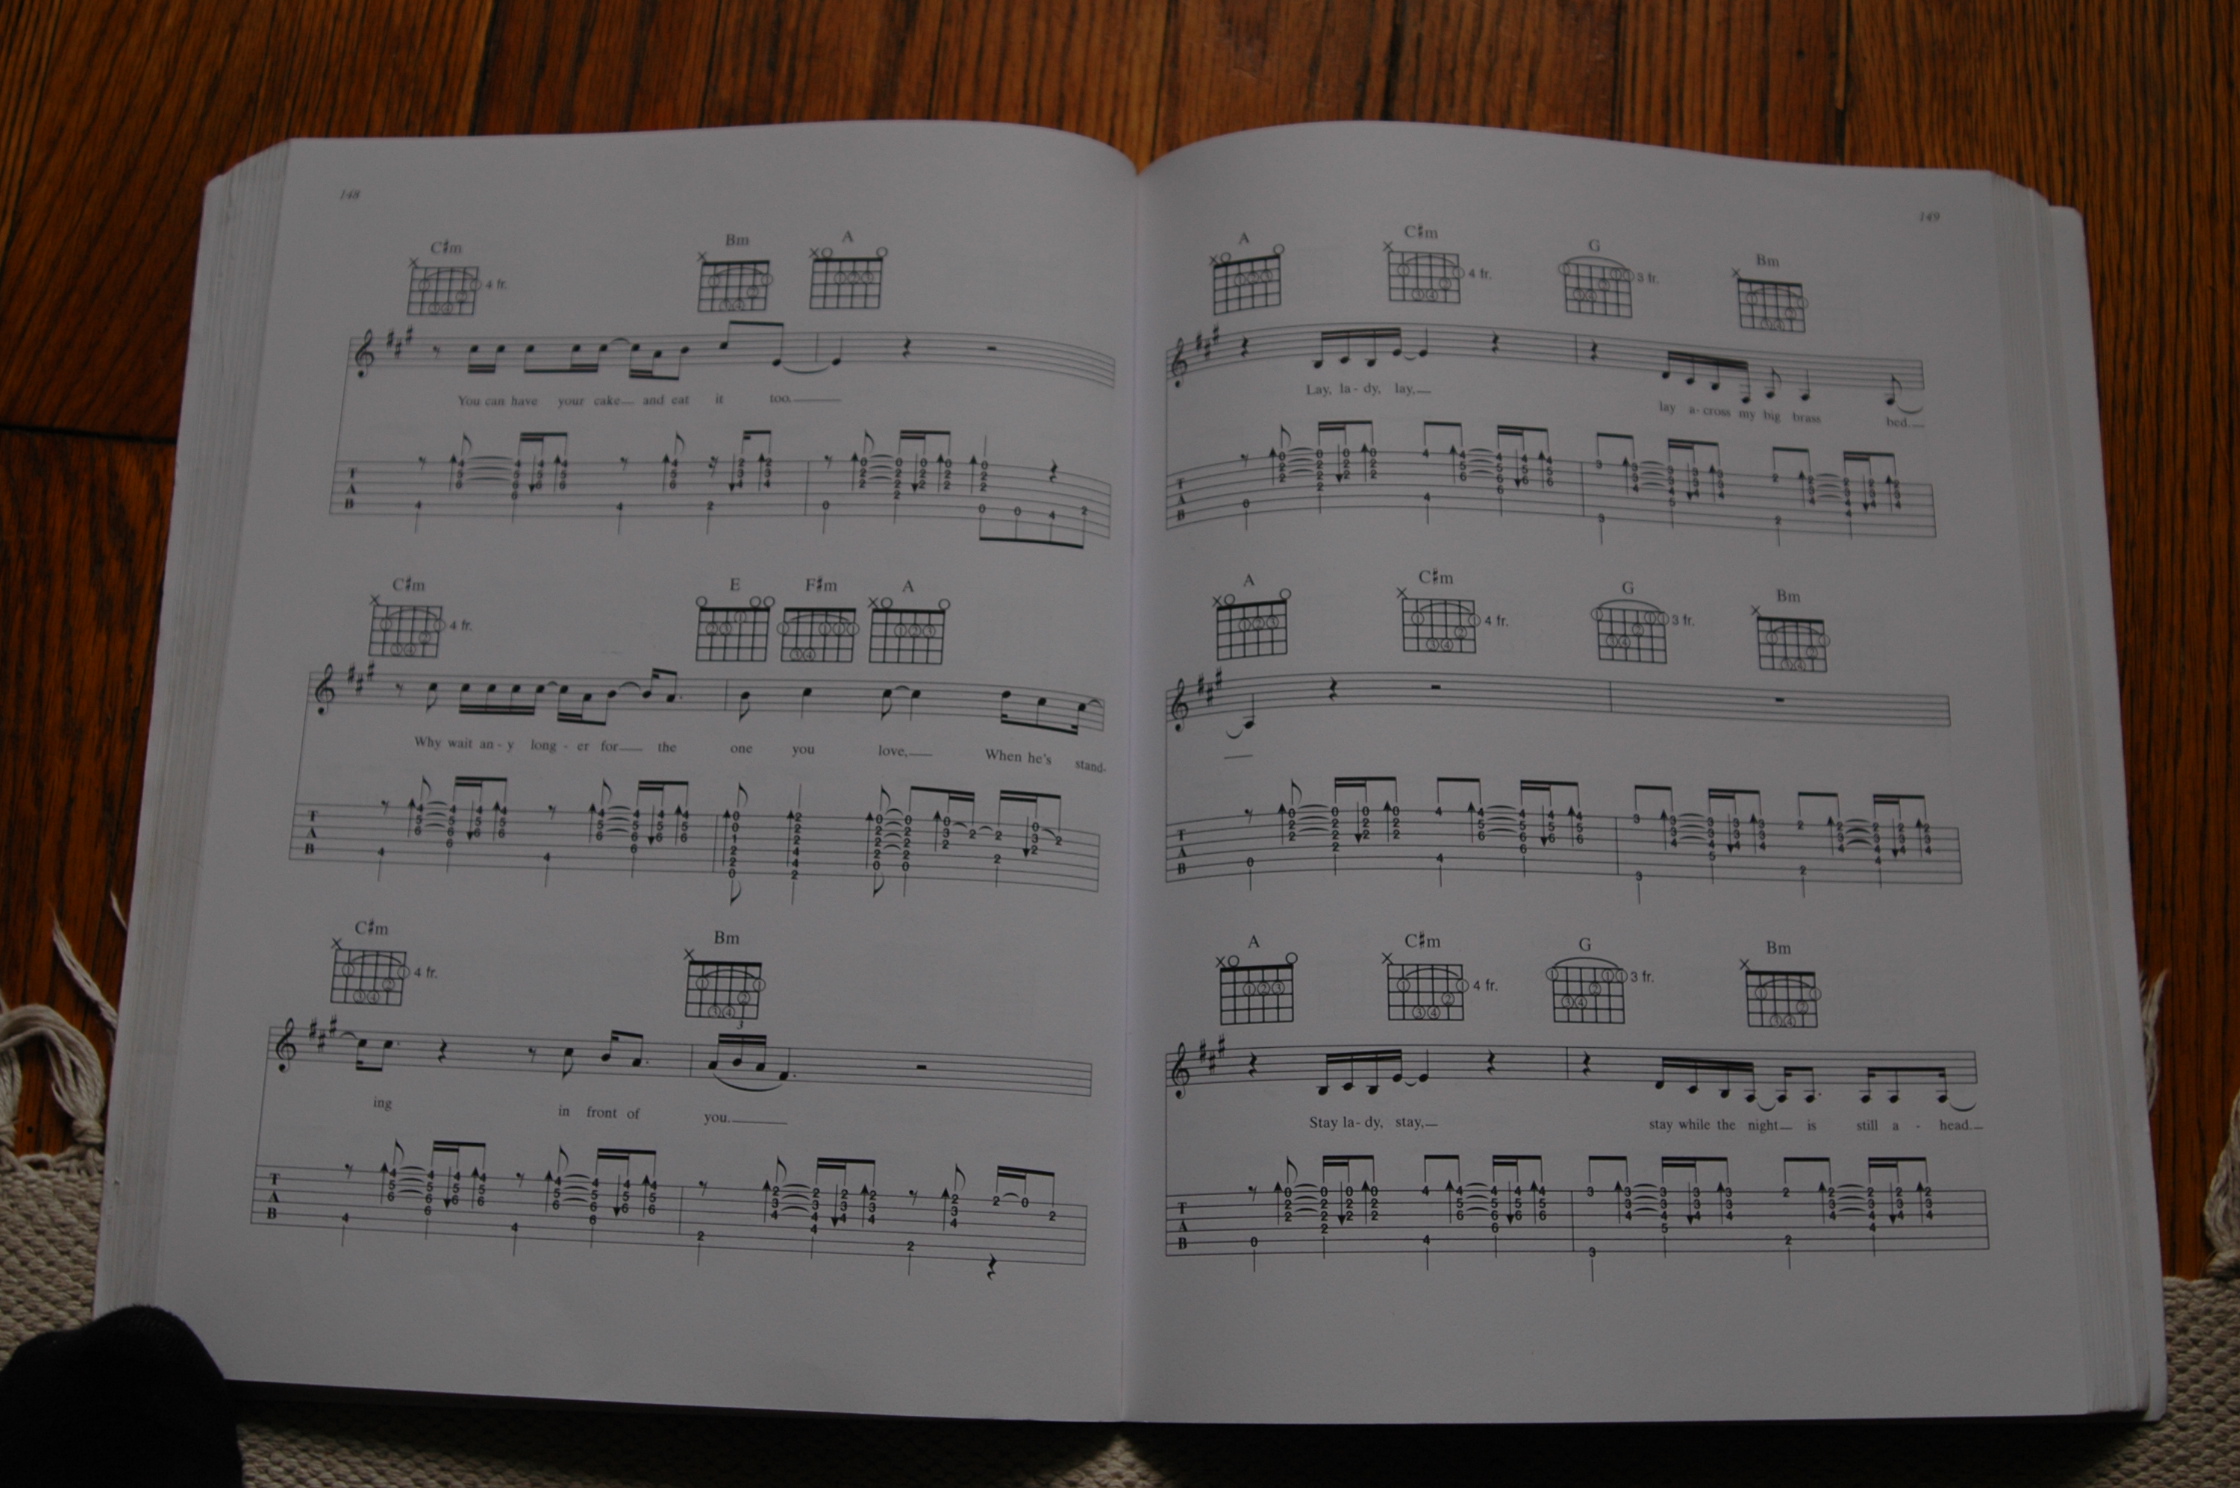 148
C♯m 4 fr. Bm A
You can have your cake and eat it too,
C♯m 4 fr. E F♯m A
Why wait an - y long - er for the one you love, When he's stand-
C♯m 4 fr. Bm
3
ing in front of you.
149
A C♯m 4 fr. G 3 fr. Bm
Lay, la - dy, lay, lay a - cross my big brass bed.
A C♯m 4 fr. G 3 fr. Bm
A C♯m 4 fr. G 3 fr. Bm
Stay la - dy, stay, stay while the night is still a - head.